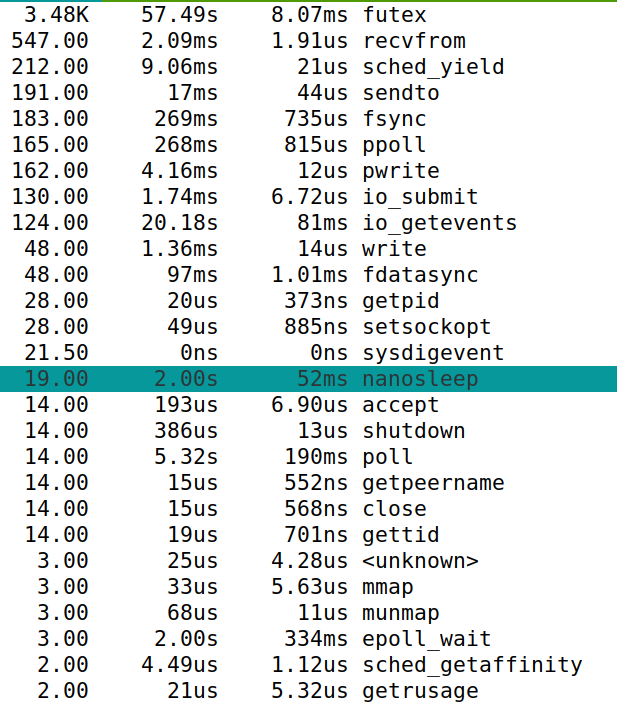 3.48K 57.49s 8.07ms futex
547.00 2.09ms 1.91us recvfrom
212.00 9.06ms 21us sched_yield
191.00 17ms 44us sendto
183.00 269ms 735us fsync
165.00 268ms 815us ppoll
162.00 4.16ms 12us pwrite
130.00 1.74ms 6.72us io_submit
124.00 20.18s 81ms io_getevents
48.00 1.36ms 14us write
48.00 97ms 1.01ms fdatasync
28.00 20us 373ns getpid
28.00 49us 885ns setsockopt
21.50 0ns 0ns sysdigevent
19.00 2.00s 52ms nanosleep
14.00 193us 6.90us accept
14.00 386us 13us shutdown
14.00 5.32s 190ms poll
14.00 15us 552ns getpeername
14.00 15us 568ns close
14.00 19us 701ns gettid
3.00 25us 4.28us <unknown>
3.00 33us 5.63us mmap
3.00 68us 11us munmap
3.00 2.00s 334ms epoll_wait
2.00 4.49us 1.12us sched_getaffinity
2.00 21us 5.32us getrusage